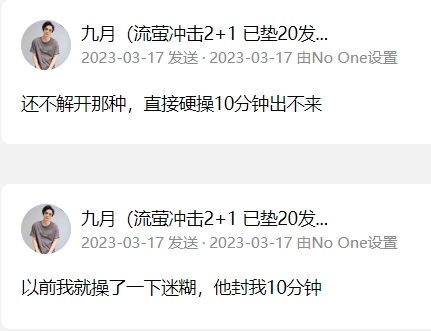 九月（流萤冲击2+1 已垫20发...
2023-03-17 发送 · 2023-03-17 由No One设置
还不解开那种，直接硬操10分钟出不来
九月（流萤冲击2+1 已垫20发...
2023-03-17 发送 · 2023-03-17 由No One设置
以前我就操了一下迷糊，他封我10分钟